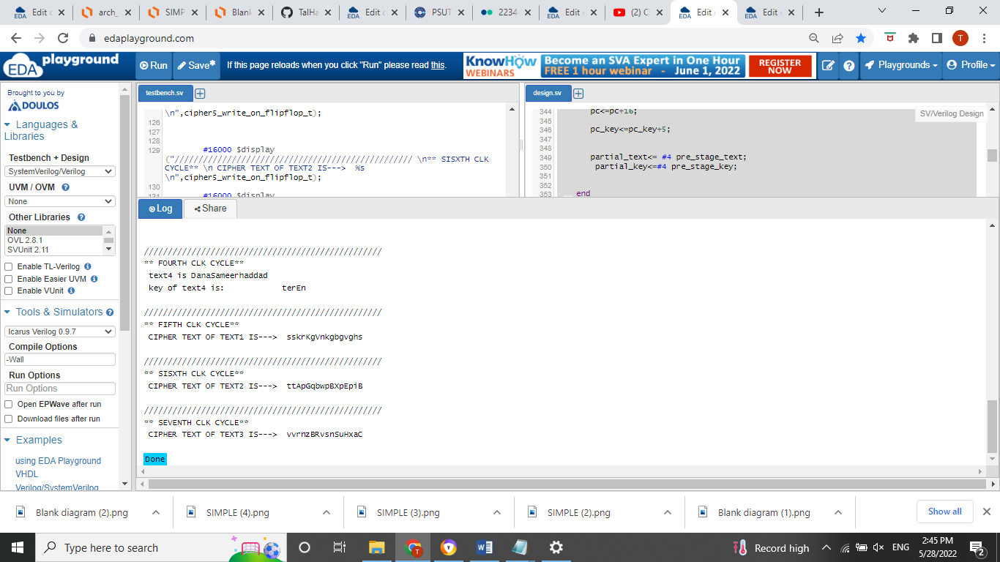 Edit
arch_
SIMP
Blank
TalHa
Edit
PSUT
2234
Edit
(2) C
Edit
Edit
edaplayground.com
T
EDA playground
Run
Save*
If this page reloads when you click "Run" please read this.
KnowHow WEBINARS
Become an SVA Expert in One Hour
FREE 1 hour webinar - June 1, 2022
REGISTER NOW
Playgrounds
Profile
Brought to you by
DOULOS
Languages & Libraries
Testbench + Design
SystemVerilog/Verilog
UVM / OVM
None
Other Libraries
None
OVL 2.8.1
SVUnit 2.11
Enable TL-Verilog
Enable Easier UVM
Enable VUnit
Tools & Simulators
Icarus Verilog 0.9.7
Compile Options
-Wall
Run Options
Run Options
Open EPWave after run
Download files after run
Examples
using EDA Playground
VHDL
Verilog/SystemVerilog
testbench.sv
\n",cipher5_write_on_flipflop_t);
126
127
128
129 #16000 $display
("////////////////////////////////////////////////// \n** SISXTH CLK
CYCLE** \n CIPHER TEXT OF TEXT2 IS---> %s
\n",cipher5_write_on_flipflop_t);
130
131 #16000 $display
design.sv
SV/Verilog Design
344 pc<=pc+16;
345
346 pc_key<=pc_key+5;
347
348
349 partial_text<= #4 pre_stage_text;
350 partial_key<=#4 pre_stage_key;
351
352
353 end
Log
Share
//////////////////////////////////////////////////
** FOURTH CLK CYCLE**
text4 is DanaSameerhaddad
key of text4 is: terEn
//////////////////////////////////////////////////
** FIFTH CLK CYCLE**
CIPHER TEXT OF TEXT1 IS---> sskrKgVnkgbgvghs
//////////////////////////////////////////////////
** SISXTH CLK CYCLE**
CIPHER TEXT OF TEXT2 IS---> ttApGqbwpBXpEpiB
//////////////////////////////////////////////////
** SEVENTH CLK CYCLE**
CIPHER TEXT OF TEXT3 IS---> vvrnzBRvsnSuHxaC
Done
Blank diagram (2).png
SIMPLE (4).png
SIMPLE (3).png
SIMPLE (2).png
Blank diagram (1).png
Show all
Type here to search
Record high
ENG
2:45 PM
5/28/2022
2